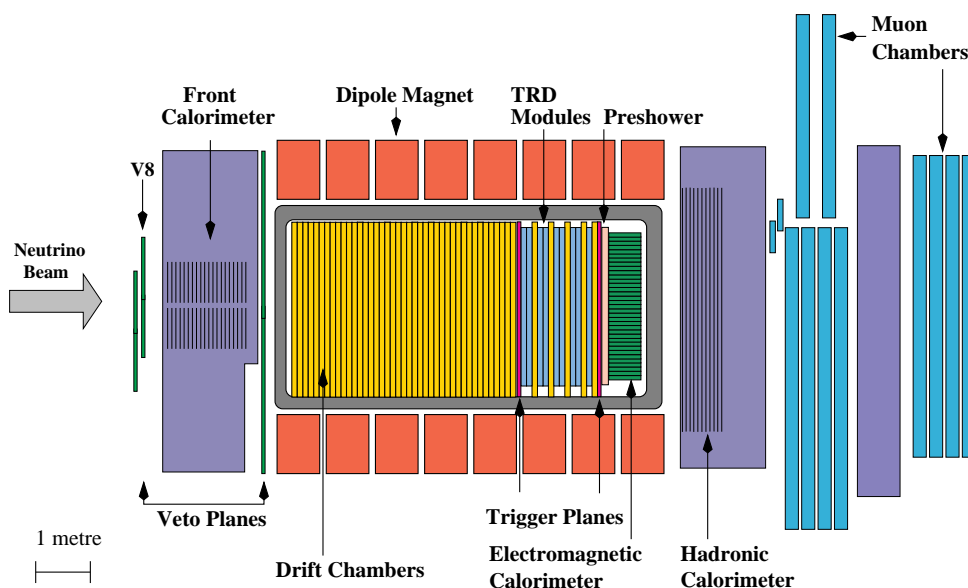 Muon
Chambers
Front
Calorimeter
Dipole Magnet
TRD
Modules
Preshower
V8
Neutrino
Beam
Veto Planes
Trigger Planes
1 metre
Drift Chambers
Electromagnetic
Calorimeter
Hadronic
Calorimeter